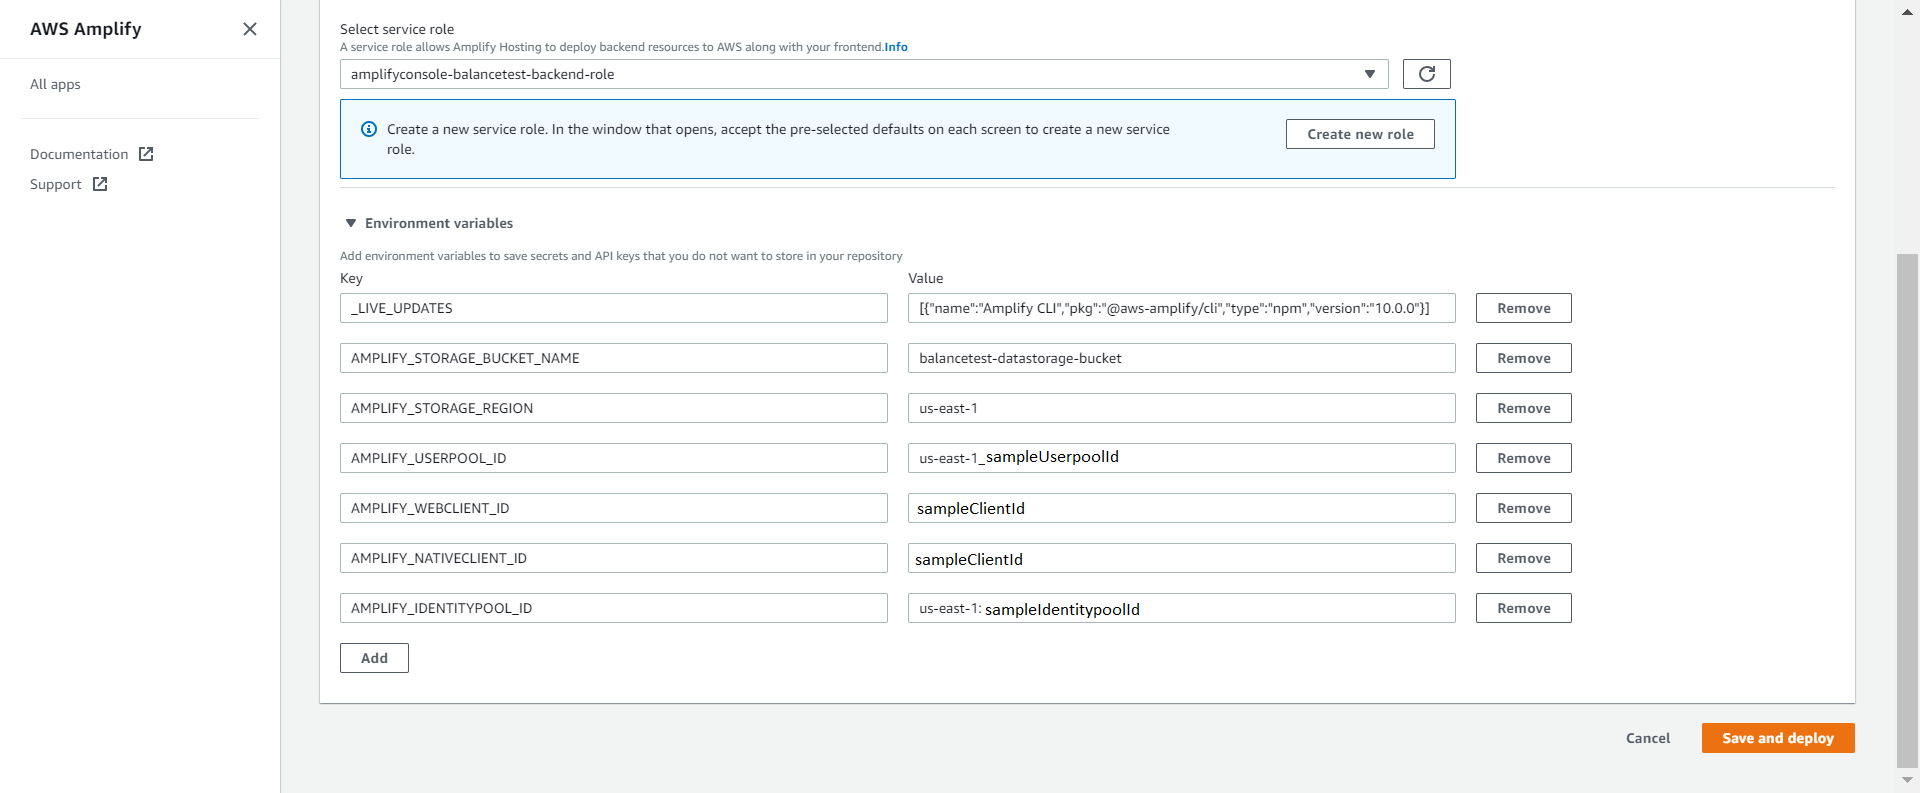 AWS Amplify
All apps
Documentation
Support
Select service role
A service role allows Amplify Hosting to deploy backend resources to AWS along with your frontend.Info
amplifyconsole-balancetest-backend-role
Create a new service role. In the window that opens, accept the pre-selected defaults on each screen to create a new service
role.
Create new role
Environment variables
Add environment variables to save secrets and API keys that you do not want to store in your repository
Key Value
_LIVE_UPDATES [{"name":"Amplify CLI","pkg":"@aws-amplify/cli","type":"npm","version":"10.0.0"}] Remove
AMPLIFY_STORAGE_BUCKET_NAME balancetest-datastorage-bucket Remove
AMPLIFY_STORAGE_REGION us-east-1 Remove
AMPLIFY_USERPOOL_ID us-east-1_sampleUserpoolId Remove
AMPLIFY_WEBCLIENT_ID sampleClientId Remove
AMPLIFY_NATIVECLIENT_ID sampleClientId Remove
AMPLIFY_IDENTITYPOOL_ID us-east-1: sampleIdentitypoolId Remove
Add
Cancel Save and deploy